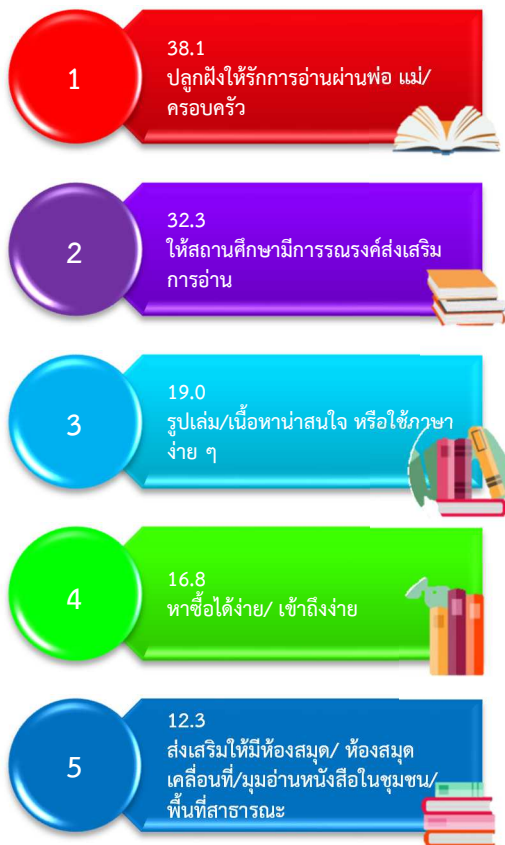 1
38.1
ปลูกฝังให้รักการอ่านผ่านพ่อ แม่/
ครอบครัว
2
32.3
ให้สถานศึกษามีการรณรงค์ส่งเสริม
การอ่าน
3
19.0
รูปเล่ม/เนื้อหาน่าสนใจ หรือใช้ภาษา
ง่าย ๆ
4
16.8
หาซื้อได้ง่าย/ เข้าถึงง่าย
5
12.3
ส่งเสริมให้มีห้องสมุด/ ห้องสมุด
เคลื่อนที่/มุมอ่านหนังสือในชุมชน/
พื้นที่สาธารณะ